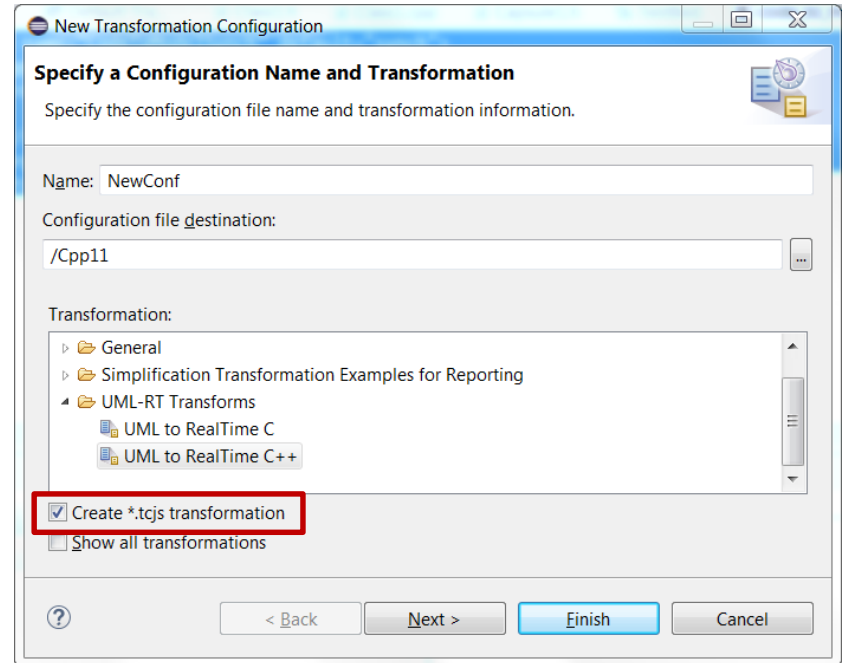 New Transformation Configuration
Specify a Configuration Name and Transformation
Specify the configuration file name and transformation information.
Name: NewConf
Configuration file destination:
/Cpp11
...
Transformation:
General
Simplification Transformation Examples for Reporting
UML-RT Transforms
UML to RealTime C
UML to RealTime C++
Create *.tcjs transformation
Show all transformations
? < Back Next > Finish Cancel